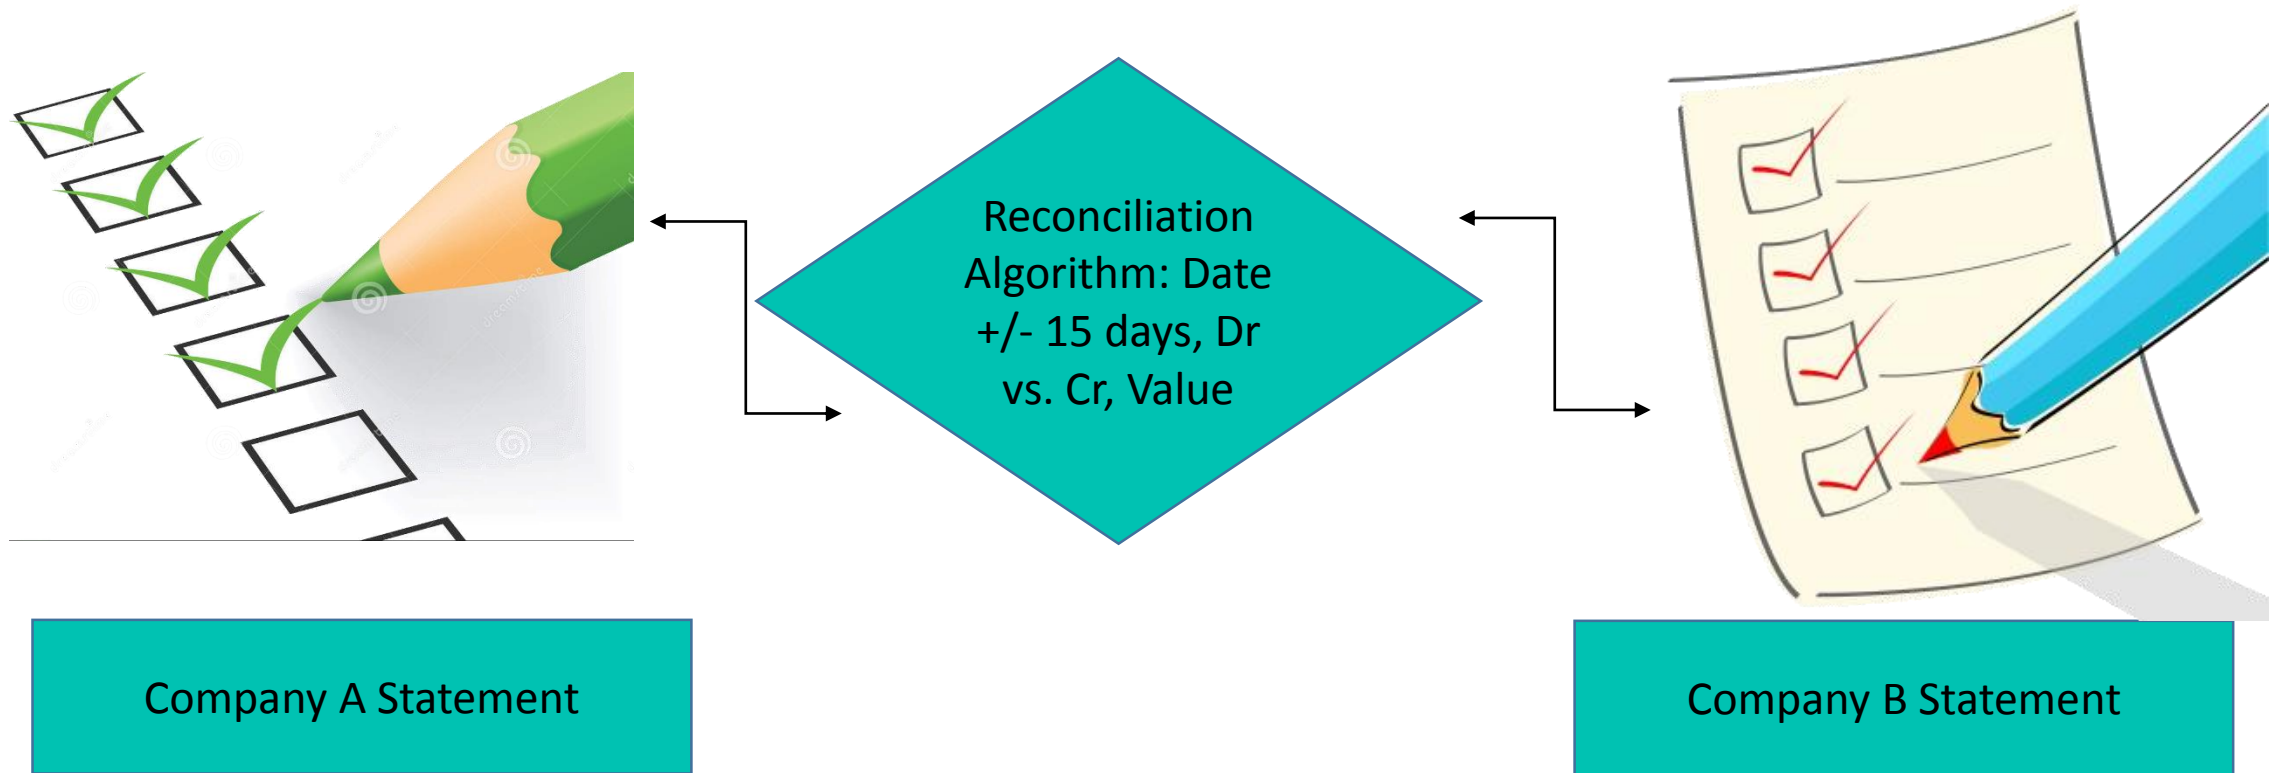 Reconciliation
Algorithm: Date
+/- 15 days, Dr
vs. Cr, Value
Company A Statement
Company B Statement